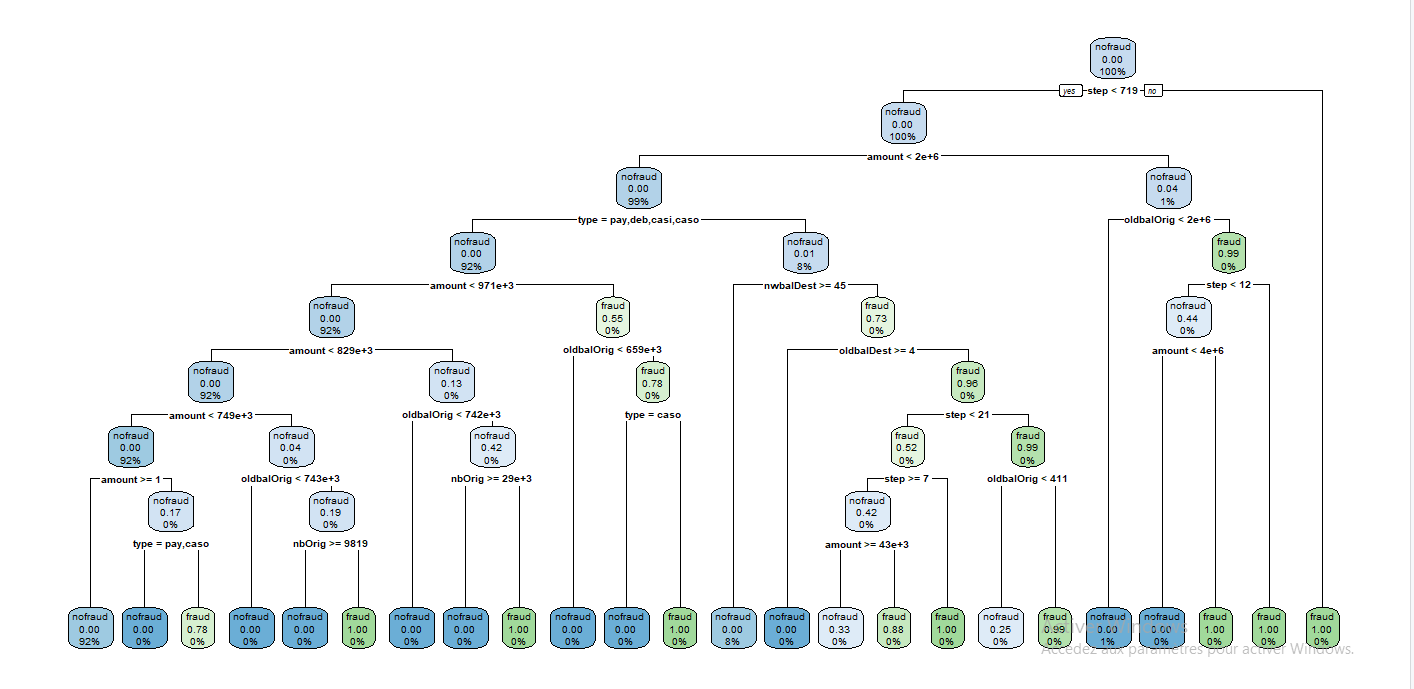 nofraud
0.00
100%
yes step < 719 no
nofraud
0.00
100%
amount < 2e+6
nofraud
0.00
99%
nofraud
0.04
1%
type = pay,deb,casi,caso
oldbalOrig < 2e+6
nofraud
0.00
92%
nofraud
0.01
8%
fraud
0.99
0%
amount < 971e+3
nwbalDest >= 45
step < 12
nofraud
0.00
92%
fraud
0.55
0%
fraud
0.73
0%
nofraud
0.44
0%
amount < 829e+3
oldbalOrig < 659e+3
oldbalDest >= 4
amount < 4e+6
nofraud
0.00
92%
nofraud
0.13
0%
fraud
0.78
0%
fraud
0.96
0%
amount < 749e+3
oldbalOrig < 742e+3
type = caso
step < 21
nofraud
0.00
92%
nofraud
0.04
0%
nofraud
0.42
0%
fraud
0.52
0%
fraud
0.99
0%
amount >= 1
oldbalOrig < 743e+3
nbOrig >= 29e+3
step >= 7
oldbalOrig < 411
nofraud
0.17
0%
nofraud
0.19
0%
nofraud
0.42
0%
type = pay,caso
nbOrig >= 9819
amount >= 43e+3
nofraud
0.00
92%
nofraud
0.00
0%
fraud
0.78
0%
nofraud
0.00
0%
nofraud
0.00
0%
fraud
1.00
0%
nofraud
0.00
0%
nofraud
0.00
0%
fraud
1.00
0%
nofraud
0.00
0%
nofraud
0.00
0%
fraud
1.00
0%
nofraud
0.00
8%
nofraud
0.00
0%
nofraud
0.33
0%
fraud
0.88
0%
fraud
1.00
0%
nofraud
0.25
0%
fraud
0.99
0%
nofraud
0.00
1%
nofraud
0.00
0%
fraud
1.00
0%
fraud
1.00
0%
fraud
1.00
0%
Accédez aux paramètres pour activer Windows.